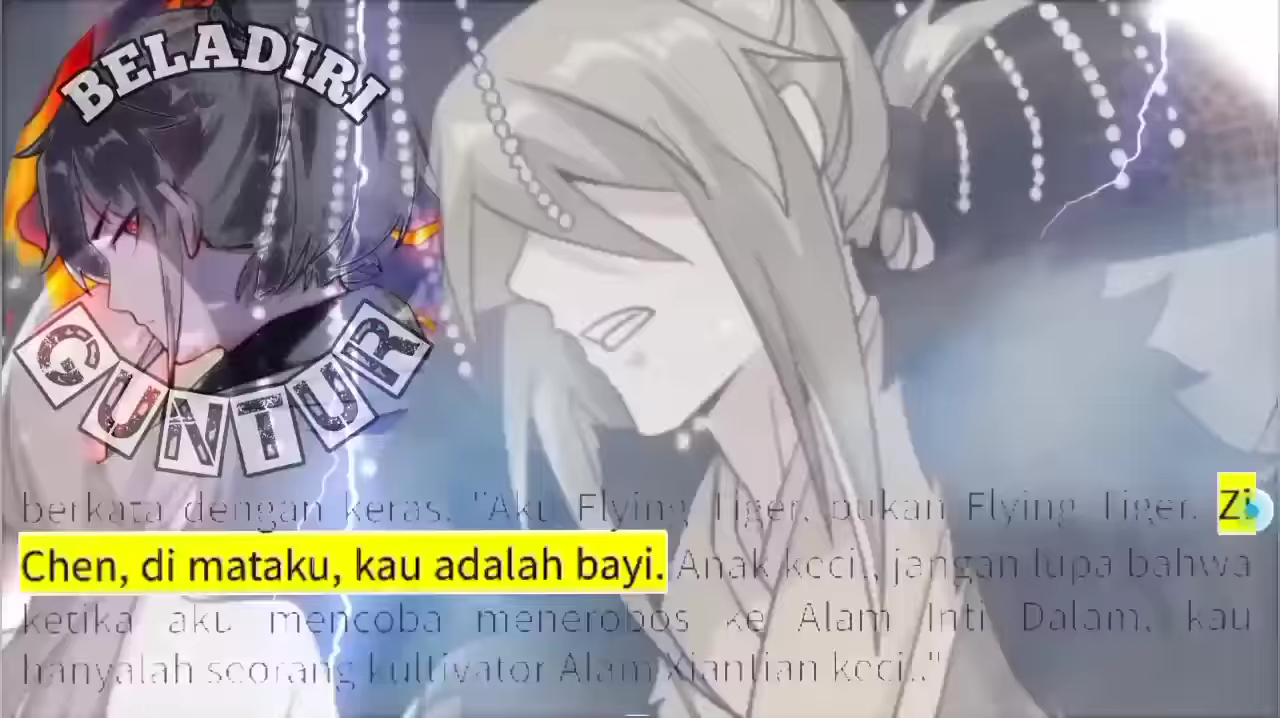 BELADIRI
GUNTUR
berkata dengan keras. "Aku Flying Tiger, bukan Flying Tiger. Zi
Chen, di mataku, kau adalah bayi. Anak kecil, jangan lupa bahwa
ketika aku mencoba menerobos ke Alam Inti Dalam, kau
hanyalah seorang kultivator Alam Xiantian kecil."